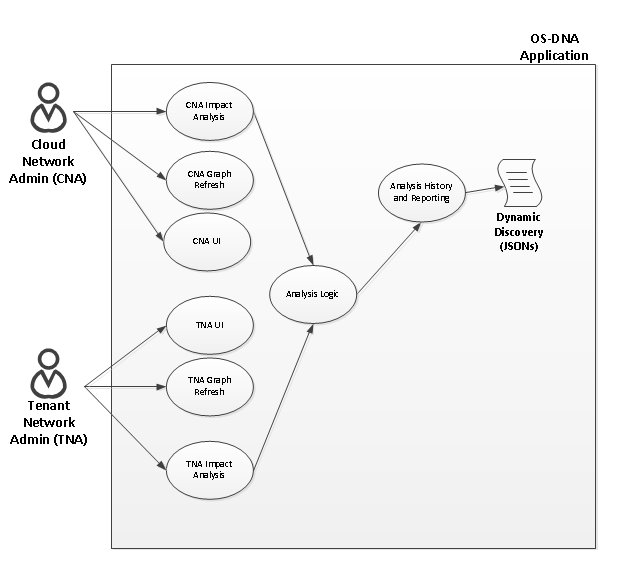 OS-DNA
Application
CNA Impact
Analysis
Cloud
Network
Admin (CNA)
CNA Graph
Refresh
Analysis History
and Reporting
Dynamic
Discovery
(JSONs)
CNA UI
Analysis Logic
TNA UI
TNA Graph
Refresh
Tenant
Network
Admin (TNA)
TNA Impact
Analysis